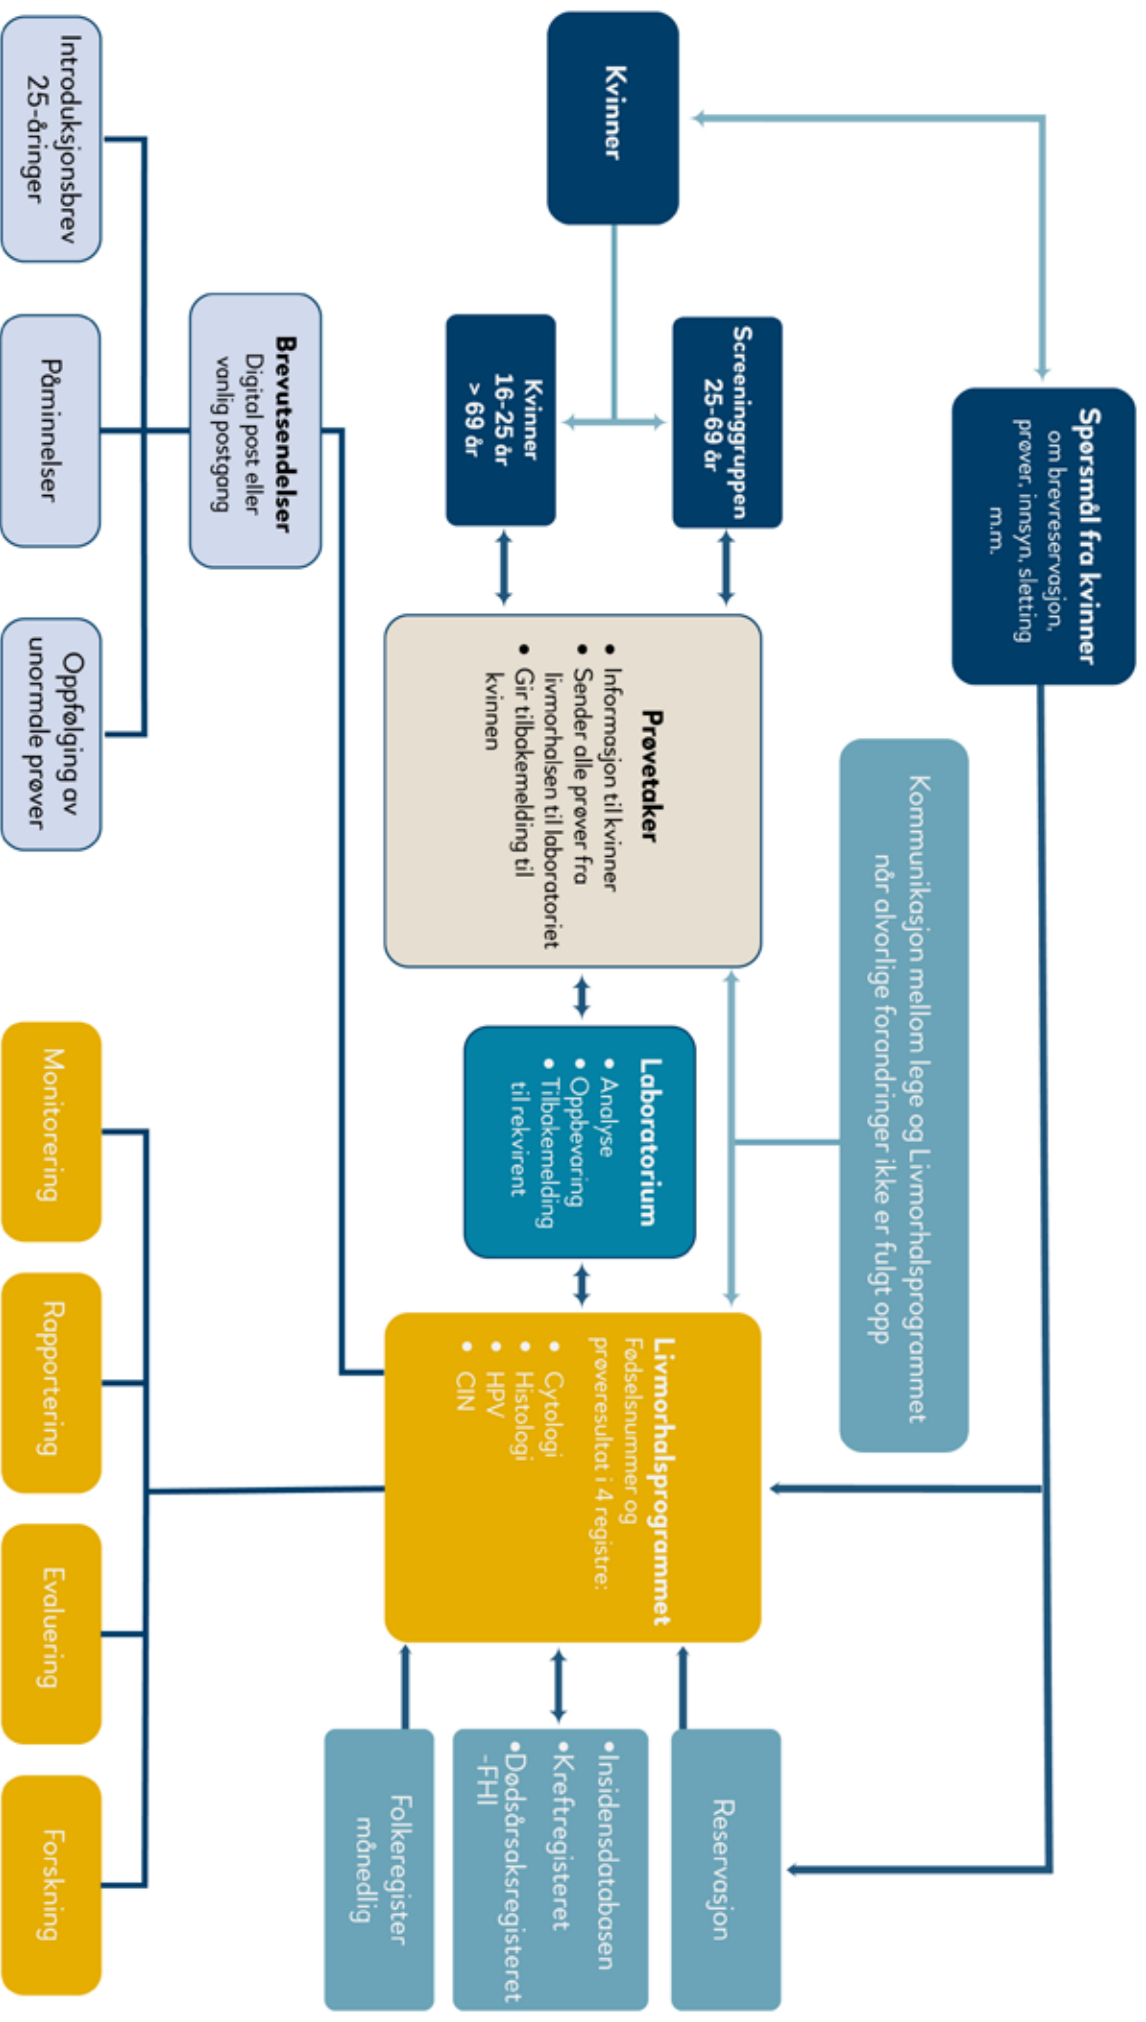 Spørsmål fra kvinner
om brevreservasjon,
prøver, innsyn, sletting
m.m.
Kommunikasjon mellom lege og Livmorhalsprogrammet
når alvorlige forandringer ikke er fulgt opp
Kvinner
Screeninggruppen
25-69 år
Kvinner
16-25 år
> 69 år
Prøvetaker
• Informasjon til kvinner
• Sender alle prøver fra
livmorhalsen til laboratoriet
• Gir tilbakemelding til
kvinnen
Laboratorium
• Analyse
• Oppbevaring
• Tilbakemelding
til rekvirent
Livmorhalsprogrammet
Fødselsnummer og
prøveresultat i 4 registre:
• Cytologi
• Histologi
• HPV
• CIN
Reservasjon
•Insidensdatabasen
•Kreftregisteret
•Dødsårsaksregisteret
-FHI
Folkeregister
månedlig
Brevutsendelser
Digital post eller
vanlig postgang
Introduksjonsbrev
25-åringer
Påminnelser
Oppfølging av
unormale prøver
Monitorering
Rapportering
Evaluering
Forskning